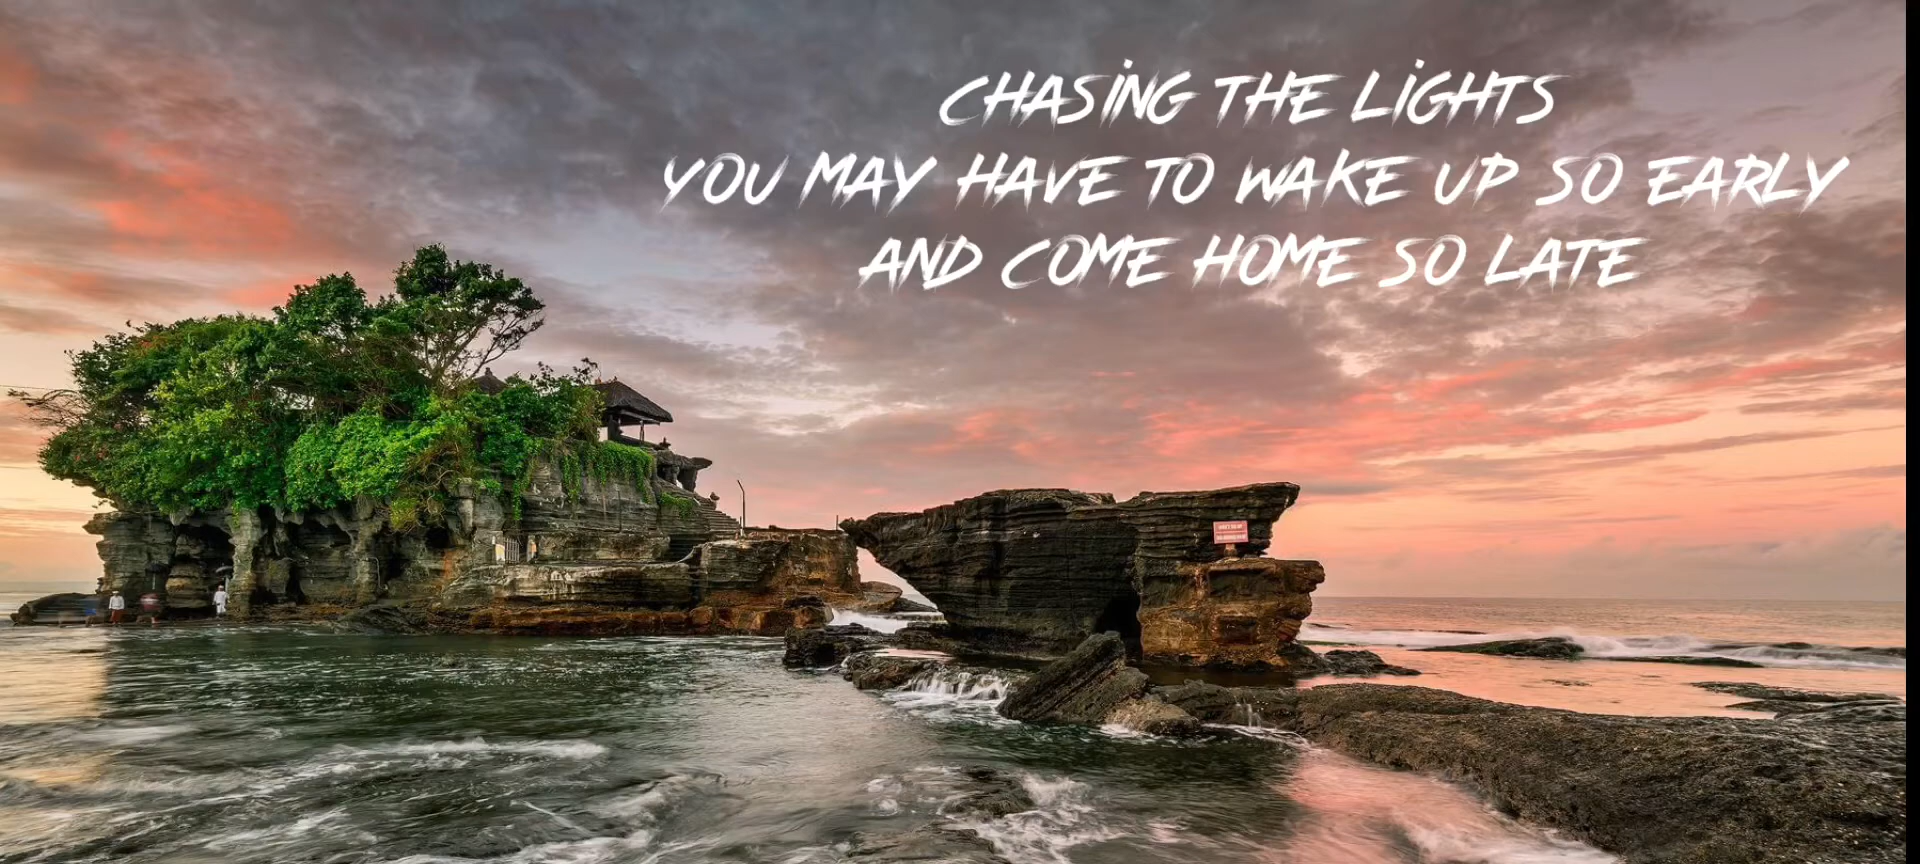 CHASING THE LIGHTS
YOU MAY HAVE TO WAKE UP SO EARLY
AND COME HOME SO LATE